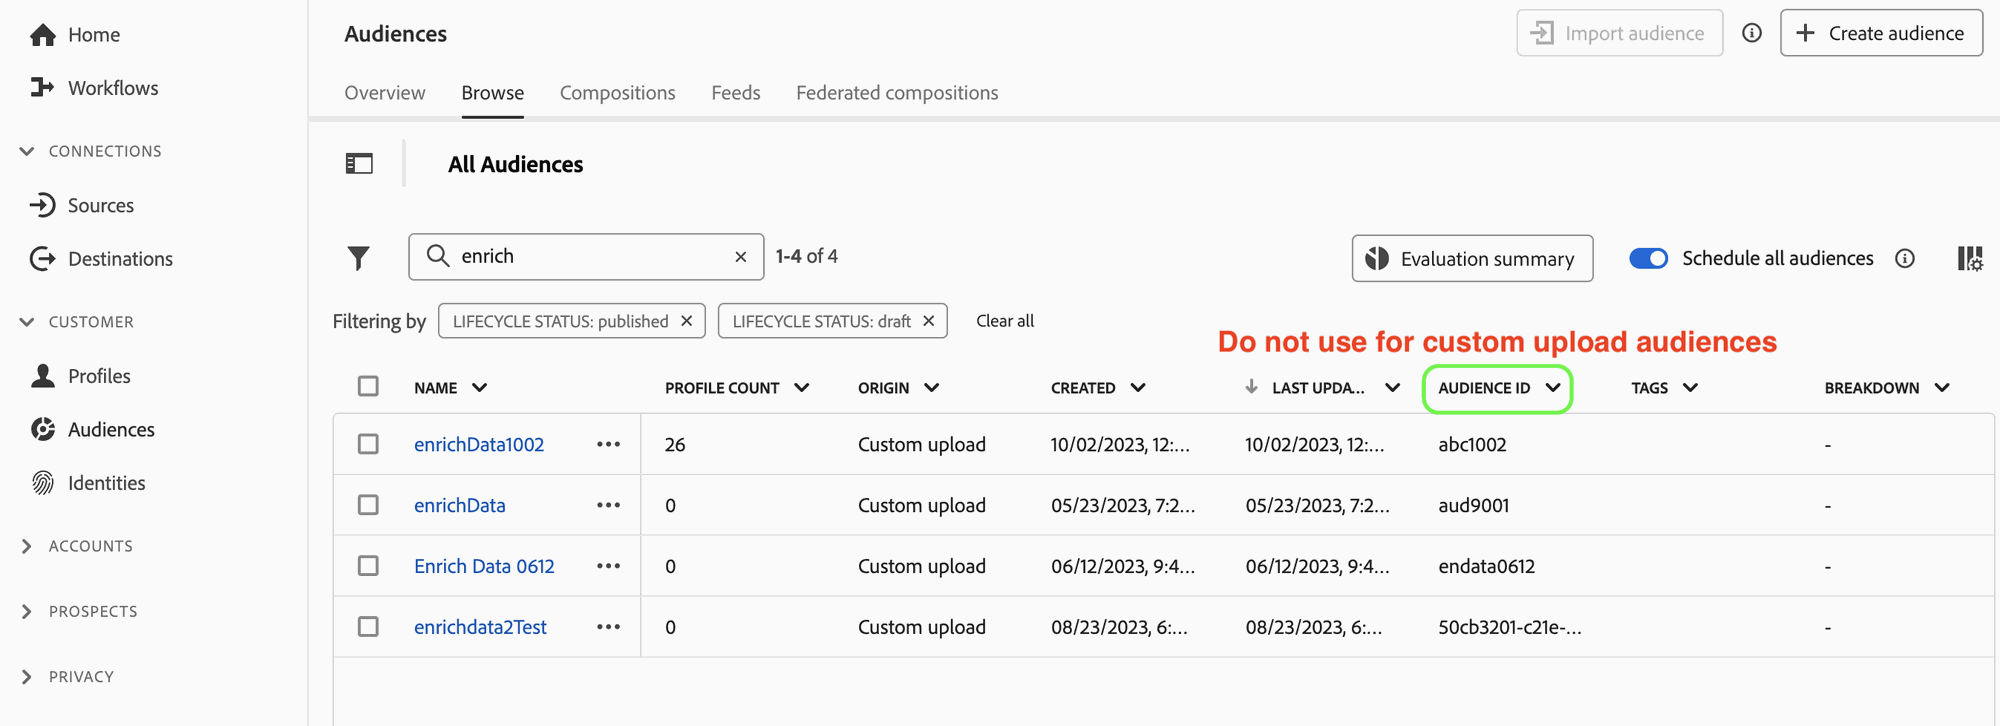 Home
Workflows
CONNECTIONS
Sources
Destinations
CUSTOMER
Profiles
Audiences
Identities
ACCOUNTS
PROSPECTS
PRIVACY
Audiences
Import audience
Create audience
Overview Browse Compositions Feeds Federated compositions
All Audiences
enrich 1-4 of 4
Evaluation summary Schedule all audiences
Filtering by LIFECYCLE STATUS: published LIFECYCLE STATUS: draft Clear all
Do not use for custom upload audiences
NAME PROFILE COUNT ORIGIN CREATED LAST UPDA... AUDIENCE ID TAGS BREAKDOWN
enrichData1002 ••• 26 Custom upload 10/02/2023, 12:... 10/02/2023, 12:... abc1002 -
enrichData ••• 0 Custom upload 05/23/2023, 7:2... 05/23/2023, 7:2... aud9001 -
Enrich Data 0612 ••• 0 Custom upload 06/12/2023, 9:4... 06/12/2023, 9:4... endata0612 -
enrichdata2Test ••• 0 Custom upload 08/23/2023, 6:... 08/23/2023, 6:... 50cb3201-c21e-... -